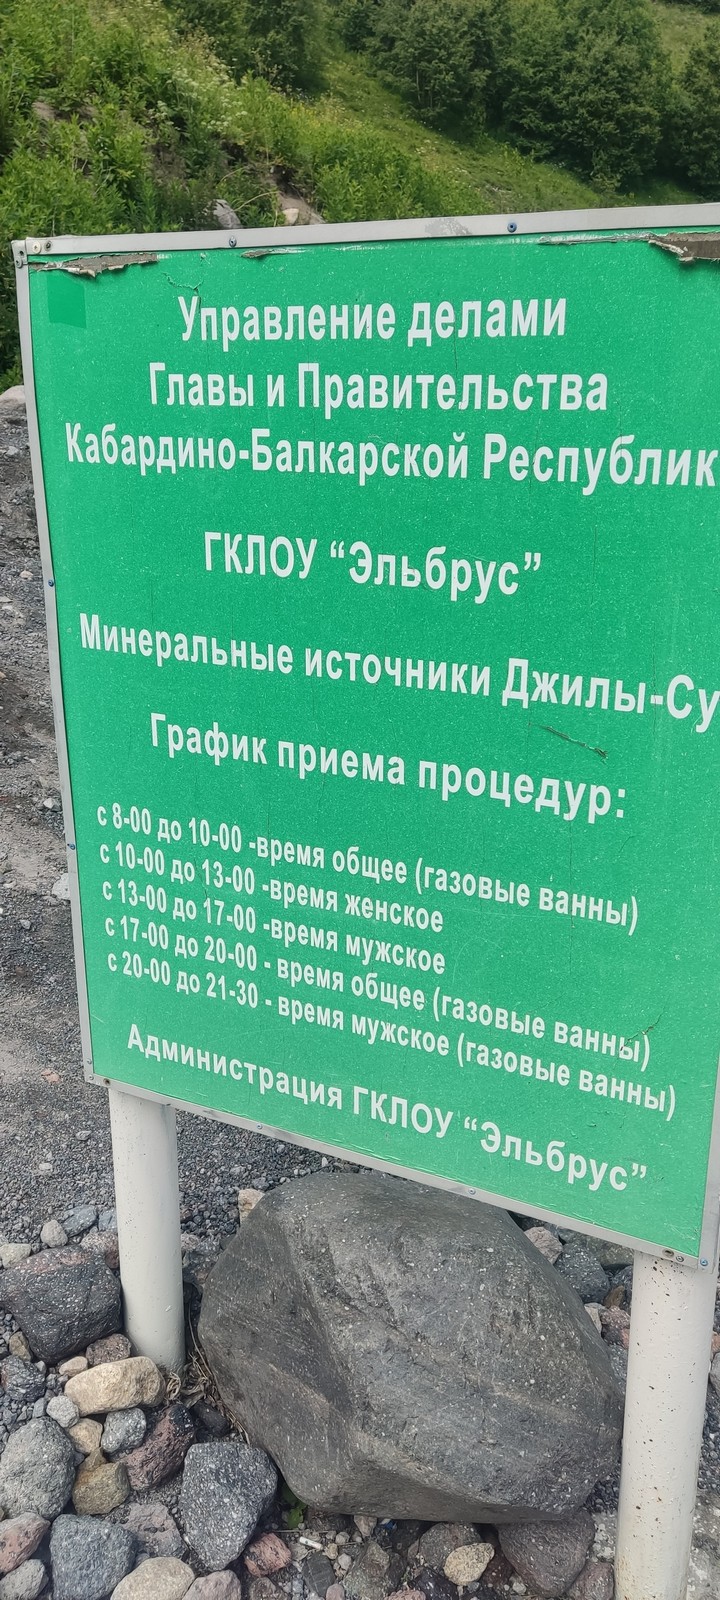 Управление делами
Главы и Правительства
Кабардино-Балкарской Республик
ГКЛОУ “Эльбрус”
Минеральные источники Джилы-Су
График приема процедур:
с 8-00 до 10-00 -время общее (газовые ванны)
с 10-00 до 13-00 -время женское
с 13-00 до 17-00 -время мужское
с 17-00 до 20-00 - время общее (газовые ванны)
с 20-00 до 21-30 - время мужское (газовые ванны)
Администрация ГКЛОУ “Эльбрус”